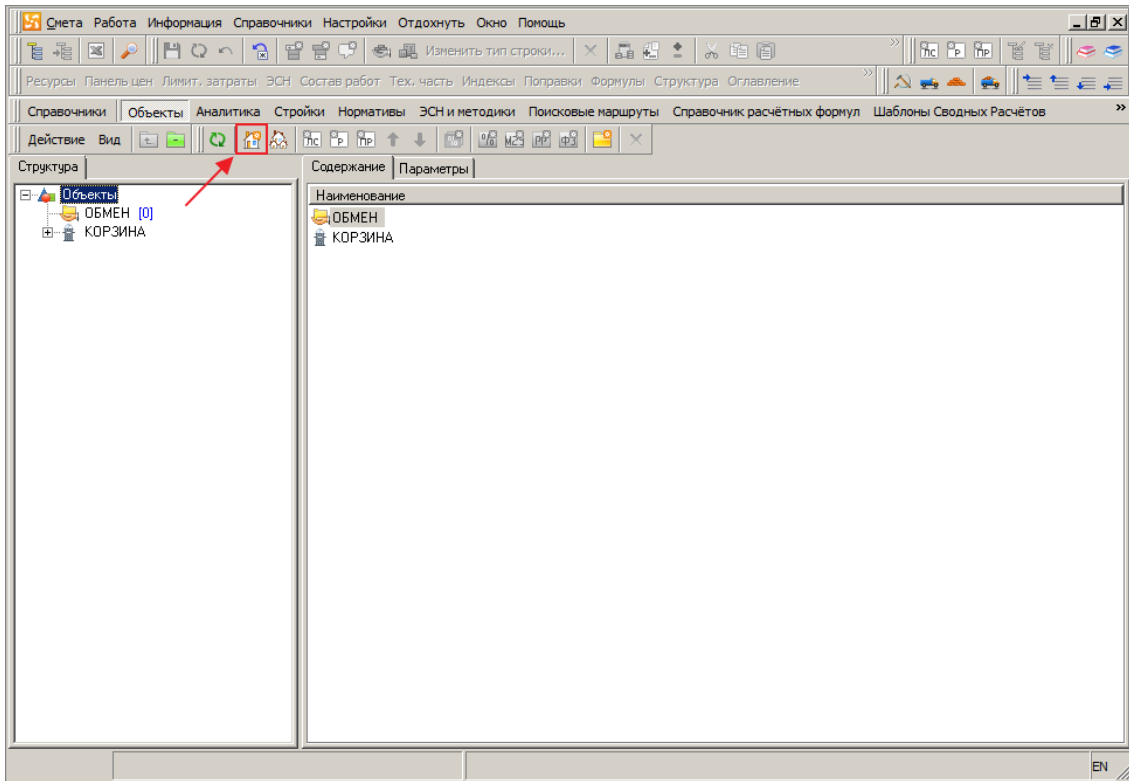 Смета Работа Информация Справочники Настройки Отдохнуть Окно Помощь
Изменить тип строки...
Ресурсы Панель цен Лимит. затраты ЭСН Состав работ Тех. часть Индексы Поправки Формулы Структура Оглавление
Справочники Объекты Аналитика Стройки Нормативы ЭСН и методики Поисковые маршруты Справочник расчётных формул Шаблоны Сводных Расчётов
Действие Вид
Структура Содержание Параметры
Объекты
ОБМЕН [0]
КОРЗИНА
Наименование
ОБМЕН
КОРЗИНА
EN